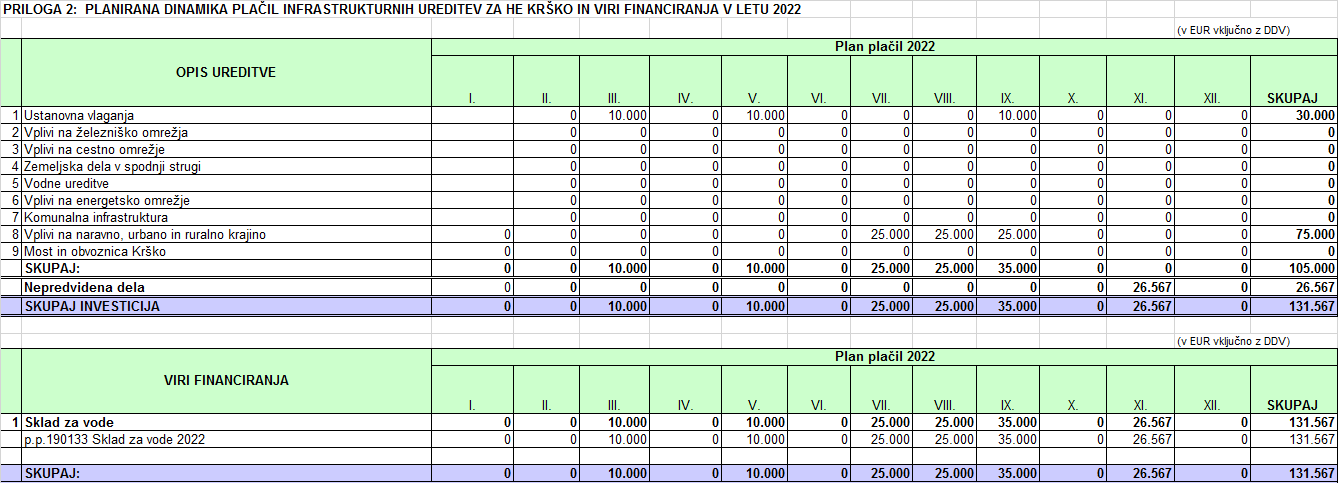 PRILOGA 2: PLANIRANA DINAMIKA PLAČIL INFRASTRUKTURNIH UREDITEV ZA HE KRŠKO IN VIRI FINANCIRANJA V LETU 2022
(v EUR vključno z DDV)
OPIS UREDITVE Plan plačil 2022
I. II. III. IV. V. VI. VII. VIII. IX. X. XI. XII. SKUPAJ
1 Ustanovna vlaganja 0 10.000 0 10.000 0 0 0 10.000 0 0 0 30.000
2 Vplivi na železniško omrežja 0 0 0 0 0 0 0 0 0 0 0 0
3 Vplivi na cestno omrežje 0 0 0 0 0 0 0 0 0 0 0 0
4 Zemeljska dela v spodnji strugi 0 0 0 0 0 0 0 0 0 0 0 0
5 Vodne ureditve 0 0 0 0 0 0 0 0 0 0 0 0
6 Vplivi na energetsko omrežje 0 0 0 0 0 0 0 0 0 0 0 0
7 Komunalna infrastruktura 0 0 0 0 0 0 0 0 0 0 0 0
8 Vplivi na naravno, urbano in ruralno krajino 0 0 0 0 0 0 25.000 25.000 25.000 0 0 0 75.000
9 Most in obvoznica Krško 0 0 0 0 0 0 0 0 0 0 0 0 0
SKUPAJ: 0 0 10.000 0 10.000 0 25.000 25.000 35.000 0 0 0 105.000
Nepredvidena dela 0 0 0 0 0 0 0 0 0 0 26.567 0 26.567
SKUPAJ INVESTICIJA 0 0 10.000 0 10.000 0 25.000 25.000 35.000 0 26.567 0 131.567
(v EUR vključno z DDV)
VIRI FINANCIRANJA Plan plačil 2022
I. II. III. IV. V. VI. VII. VIII. IX. X. XI. XII. SKUPAJ
1 Sklad za vode 0 0 10.000 0 10.000 0 25.000 25.000 35.000 0 26.567 0 131.567
p.p.190133 Sklad za vode 2022 0 0 10.000 0 10.000 0 25.000 25.000 35.000 0 26.567 0 131.567
SKUPAJ: 0 0 10.000 0 10.000 0 25.000 25.000 35.000 0 26.567 0 131.567